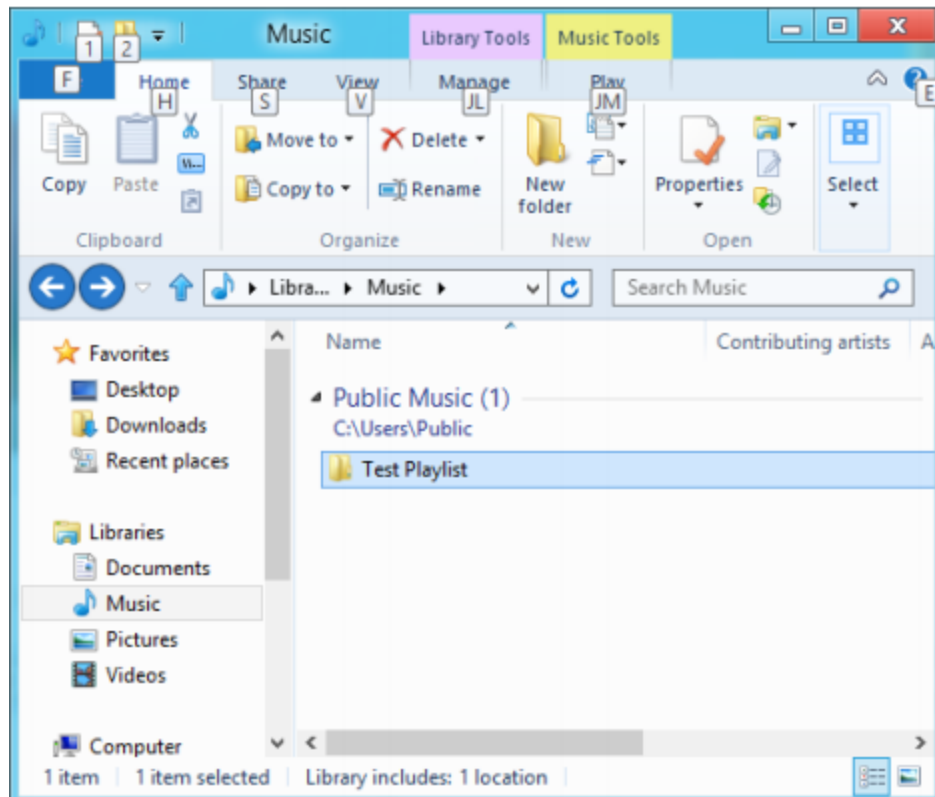 Music
Library Tools
Music Tools
1
2
F
Home
Share
View
Manage
Play
H
S
V
JL
JM
E
Copy
Paste
Move to
Copy to
Delete
Rename
New
folder
Properties
Select
Clipboard
Organize
New
Open
Libra...
Music
Search Music
Favorites
Desktop
Downloads
Recent places
Libraries
Documents
Music
Pictures
Videos
Computer
Name
Contributing artists
A
Public Music (1)
C:\Users\Public
Test Playlist
1 item
1 item selected
Library includes: 1 location